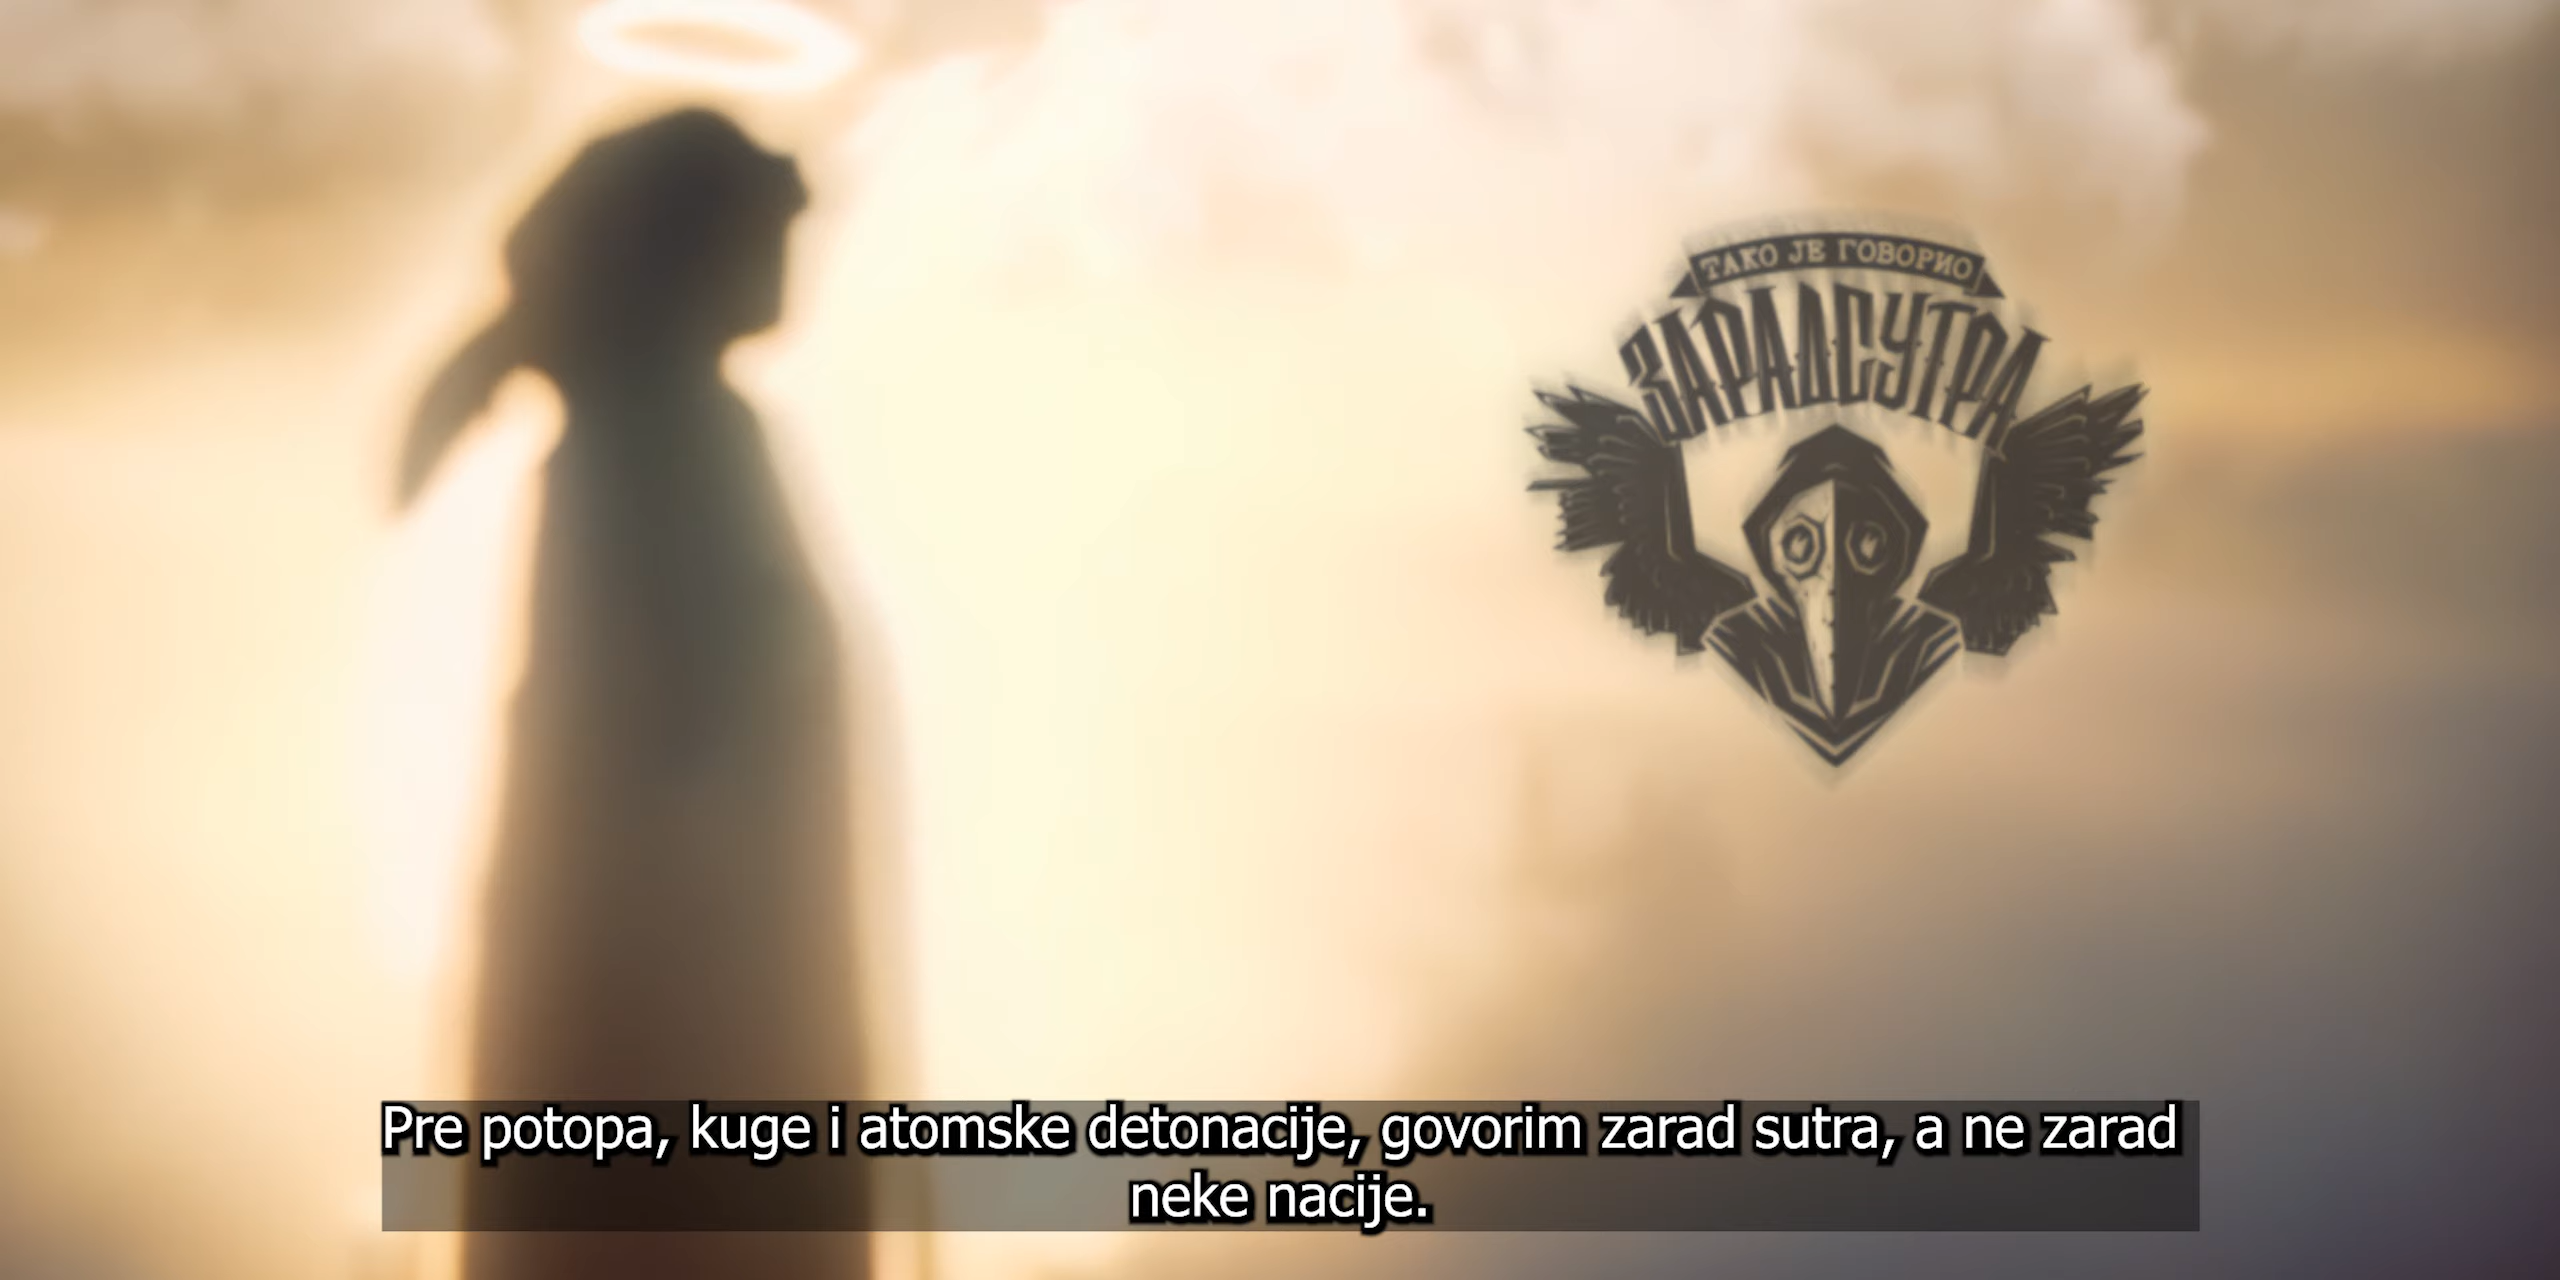 ТАКО ЈЕ ГОВОРИО
ЗАРАДСУТРА
Pre potopa, kuge i atomske detonacije, govorim zarad sutra, a ne zarad
neke nacije.